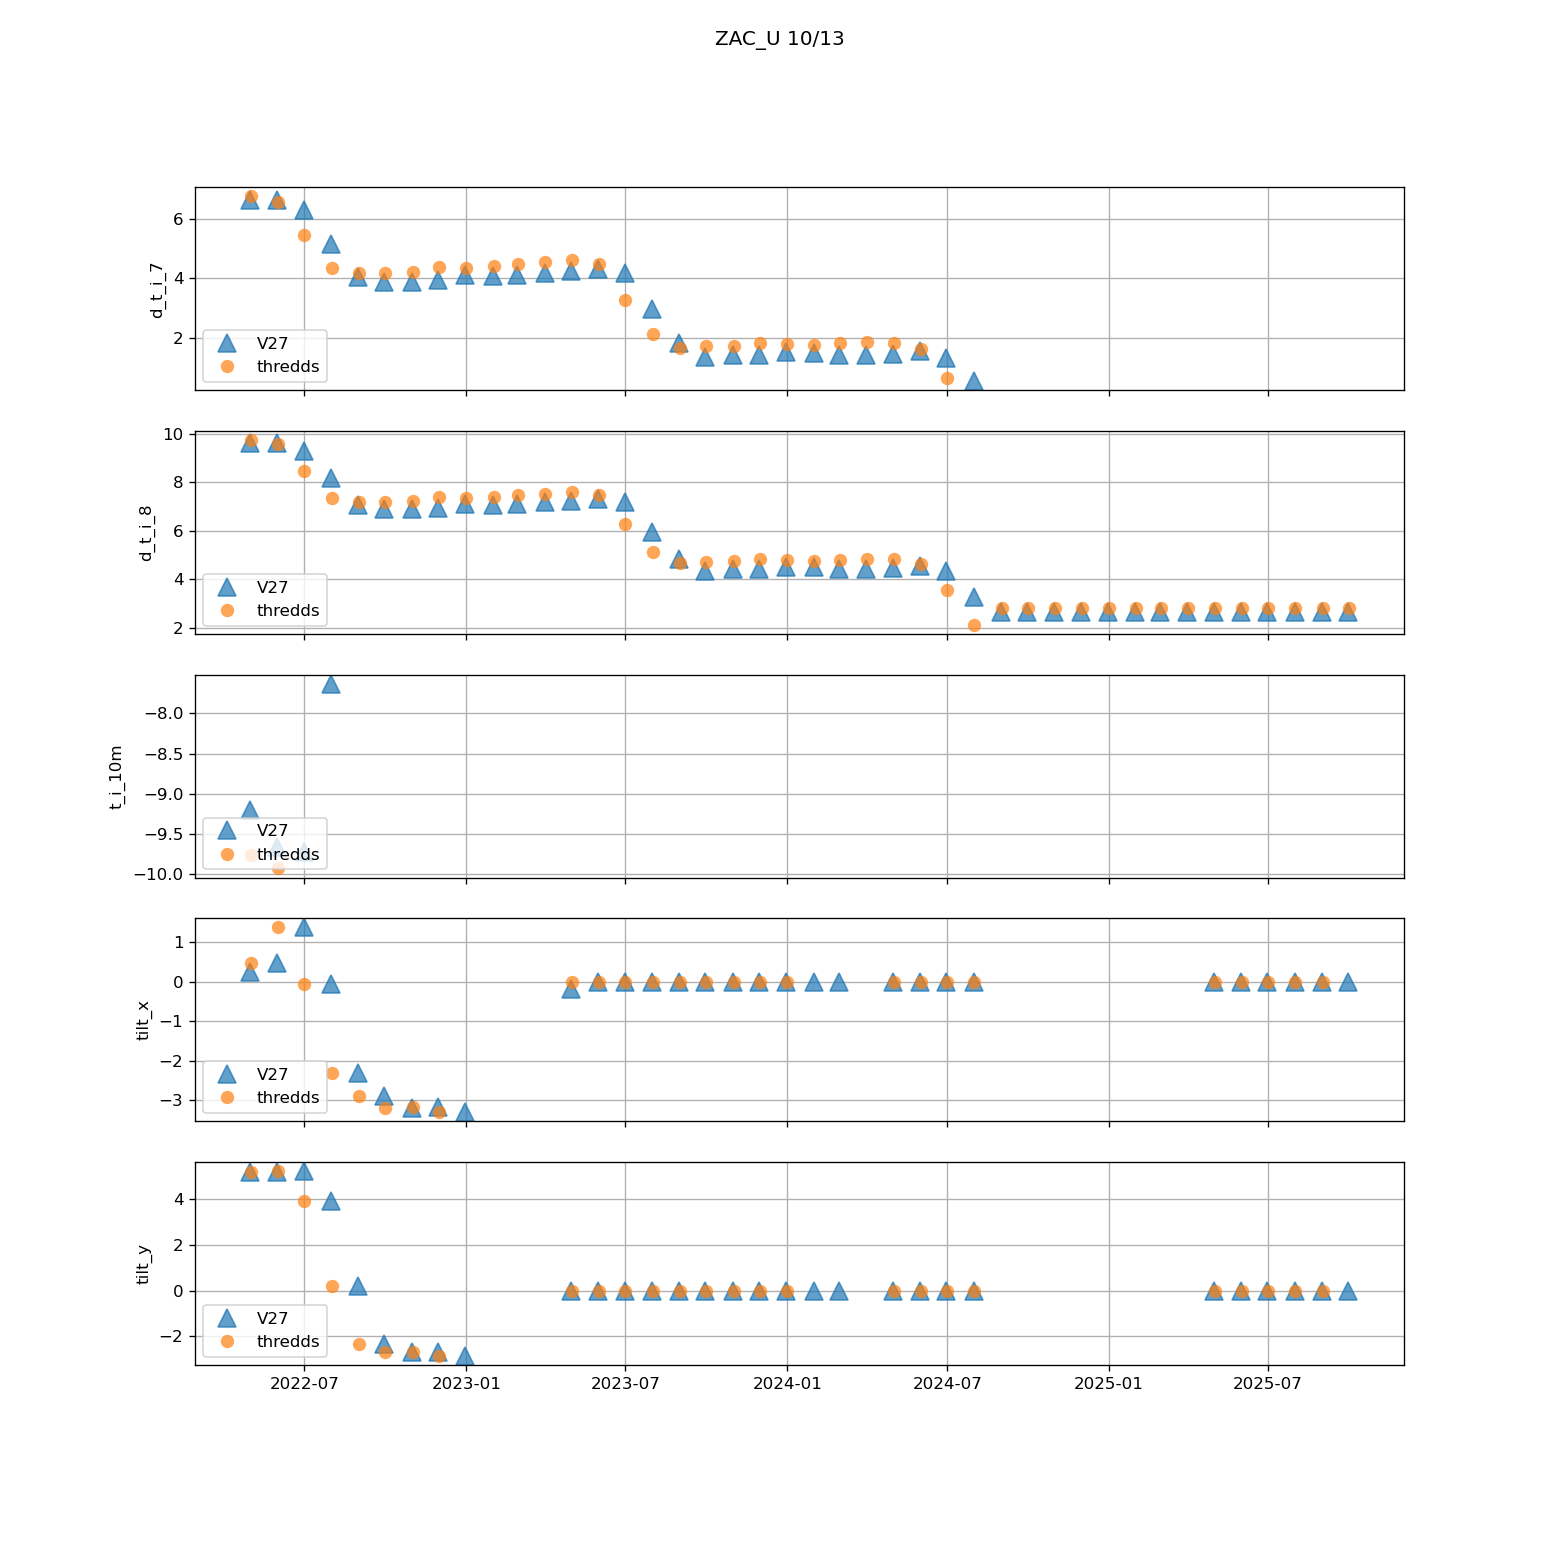 ZAC_U 10/13
d_t_i_7
6
4
2
V27
thredds
d_t_i_8
10
8
6
4
2
V27
thredds
t_i_10m
−8.0
−8.5
−9.0
−9.5
−10.0
V27
thredds
tilt_x
1
0
−1
−2
−3
V27
thredds
tilt_y
4
2
0
−2
V27
thredds
2022-07 2023-01 2023-07 2024-01 2024-07 2025-01 2025-07